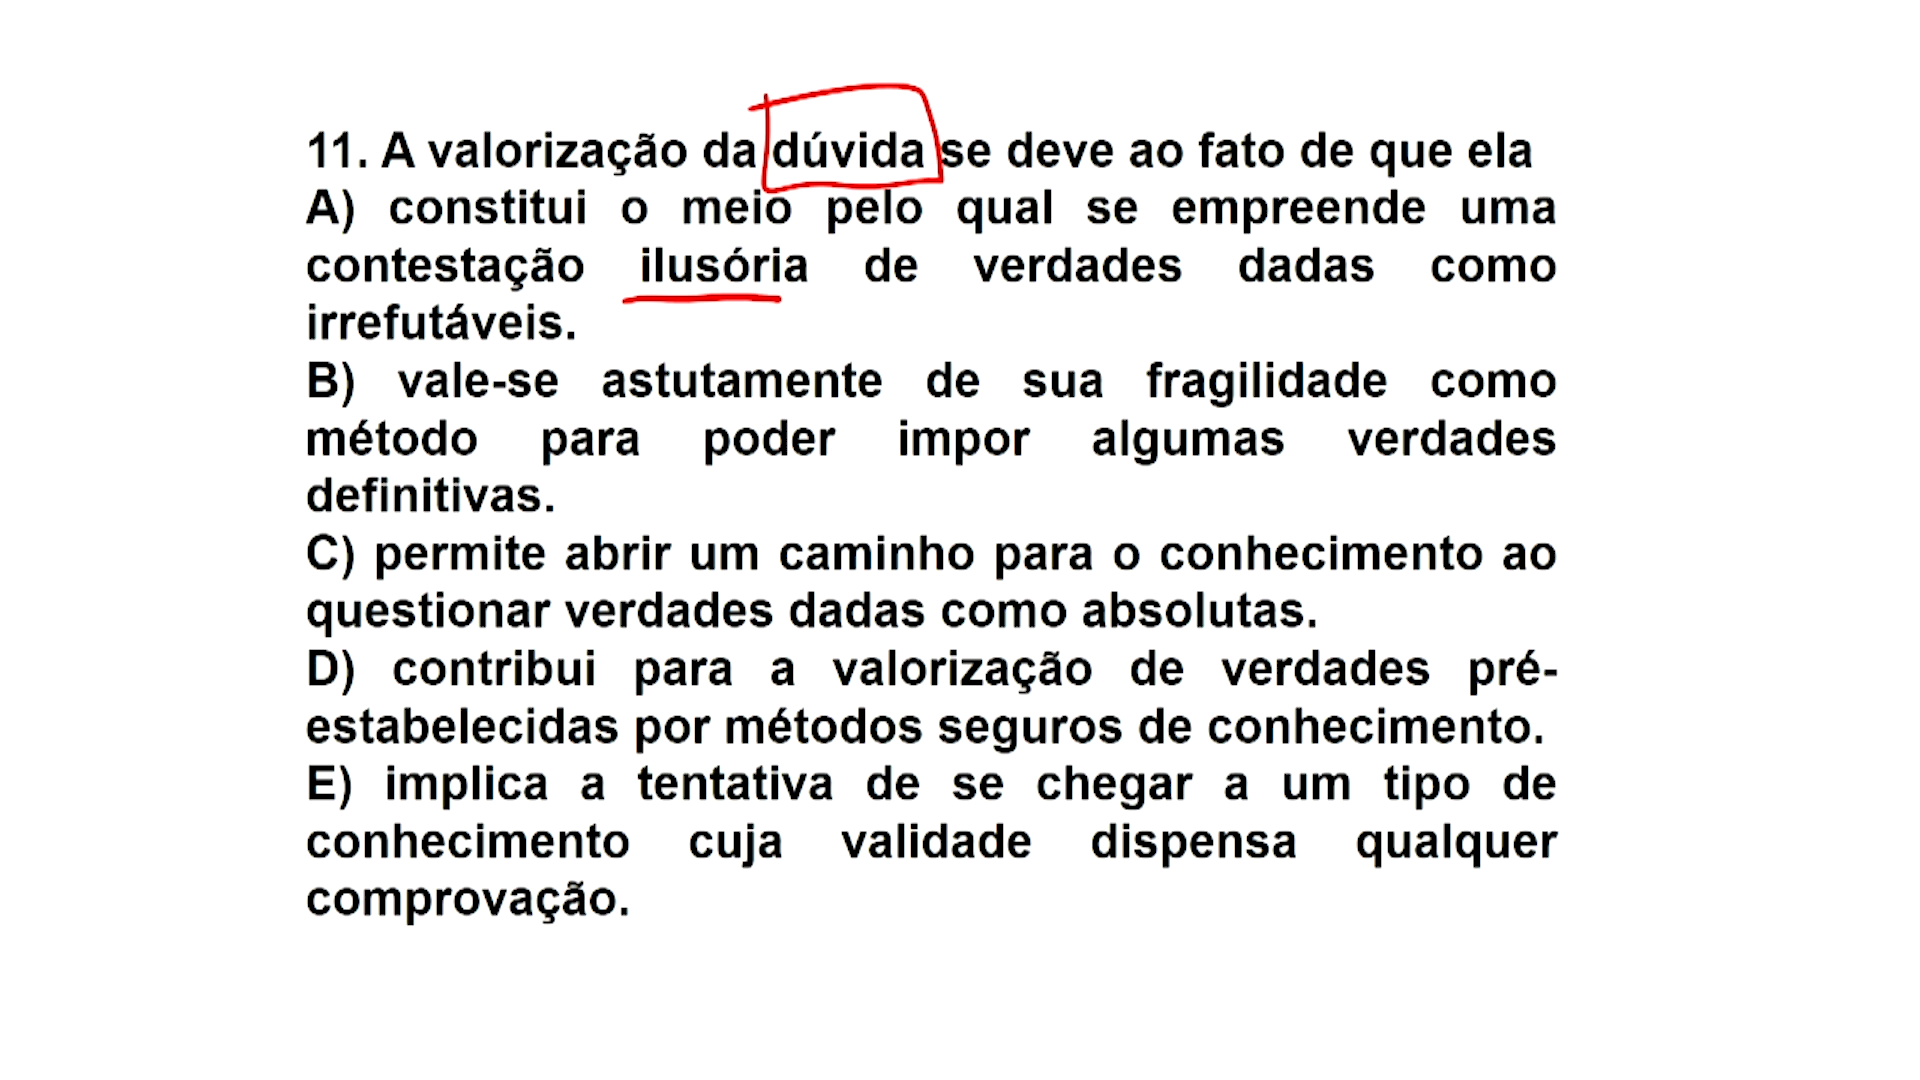 11. A valorização da dúvida se deve ao fato de que ela
A) constitui o meio pelo qual se empreende uma
contestação ilusória de verdades dadas como
irrefutáveis.
B) vale-se astutamente de sua fragilidade como
método para poder impor algumas verdades
definitivas.
C) permite abrir um caminho para o conhecimento ao
questionar verdades dadas como absolutas.
D) contribui para a valorização de verdades pré-
estabelecidas por métodos seguros de conhecimento.
E) implica a tentativa de se chegar a um tipo de
conhecimento cuja validade dispensa qualquer
comprovação.